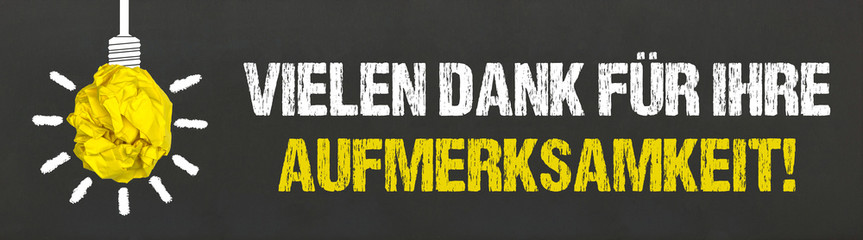 VIELEN DANK FÜR IHRE
AUFMERKSAMKEIT!